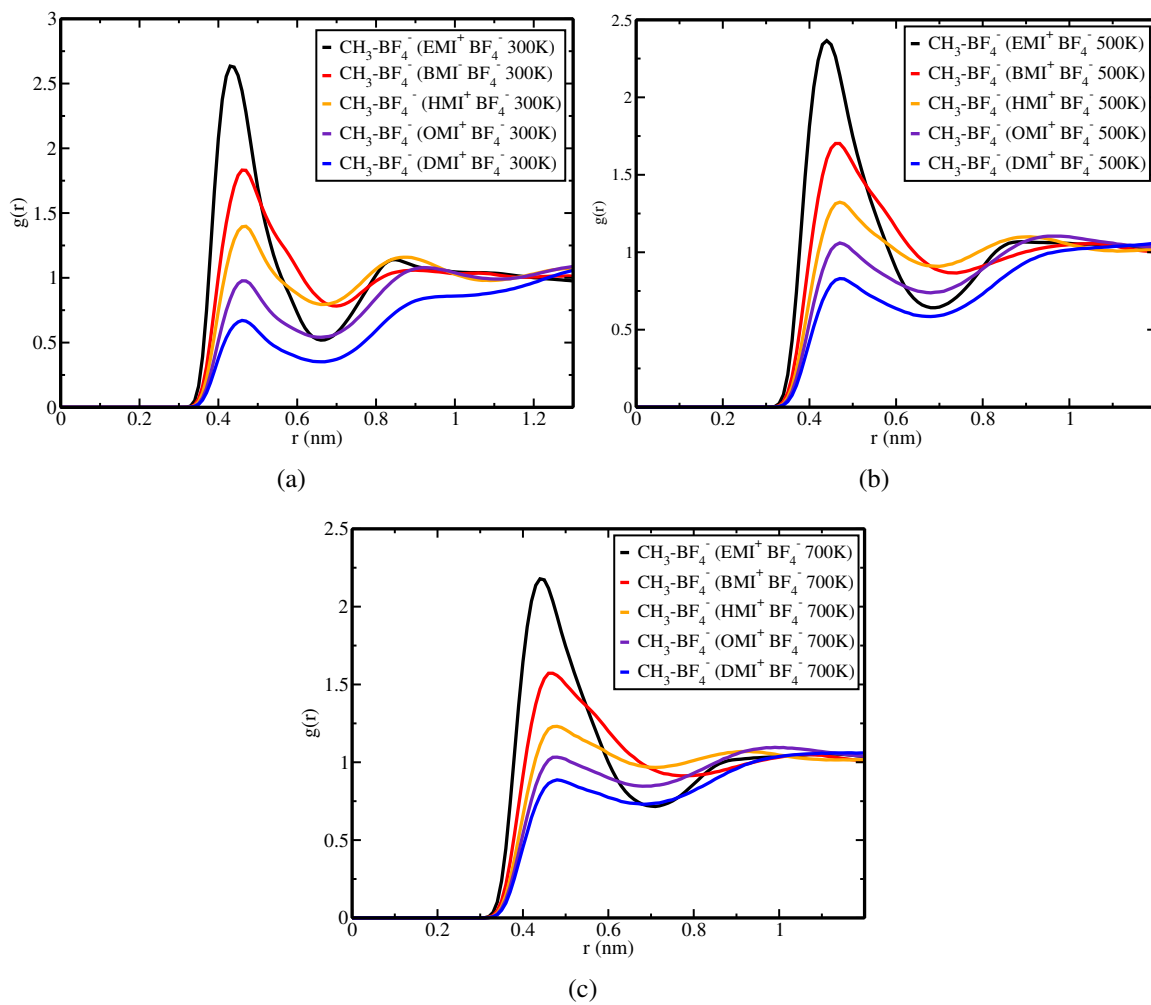 3
2.5
2
1.5
1
0.5
0
g(r)
0 0.2 0.4 0.6 0.8 1 1.2
r (nm)
CH₃-BF₄⁻ (EMI⁺ BF₄⁻ 300K)
CH₃-BF₄⁻ (BMI⁻ BF₄⁻ 300K)
CH₃-BF₄⁻ (HMI⁺ BF₄⁻ 300K)
CH₃-BF₄⁻ (OMI⁺ BF₄⁻ 300K)
CH₃-BF₄⁻ (DMI⁺ BF₄⁻ 300K)
(a)
2.5
2
1.5
1
0.5
0
g(r)
0 0.2 0.4 0.6 0.8 1
r (nm)
CH₃-BF₄⁻ (EMI⁺ BF₄⁻ 500K)
CH₃-BF₄⁻ (BMI⁺ BF₄⁻ 500K)
CH₃-BF₄⁻ (HMI⁺ BF₄⁻ 500K)
CH₃-BF₄⁻ (OMI⁺ BF₄⁻ 500K)
CH₃-BF₄⁻ (DMI⁺ BF₄⁻ 500K)
(b)
2.5
2
1.5
1
0.5
0
g(r)
0 0.2 0.4 0.6 0.8 1
r (nm)
CH₃-BF₄⁻ (EMI⁺ BF₄⁻ 700K)
CH₃-BF₄⁻ (BMI⁺ BF₄⁻ 700K)
CH₃-BF₄⁻ (HMI⁺ BF₄⁻ 700K)
CH₃-BF₄⁻ (OMI⁺ BF₄⁻ 700K)
CH₃-BF₄⁻ (DMI⁺ BF₄⁻ 700K)
(c)